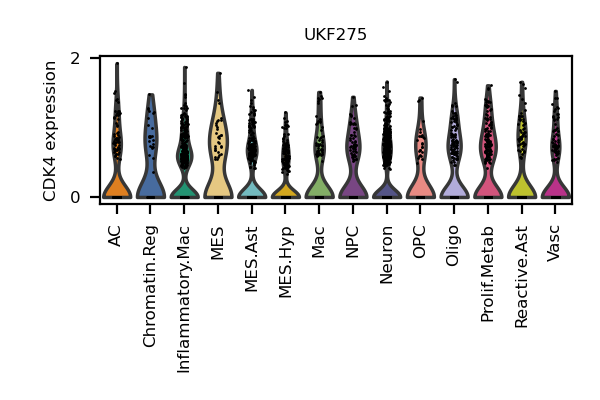 UKF275
CDK4 expression
2
0
AC
Chromatin.Reg
Inflammatory.Mac
MES
MES.Ast
MES.Hyp
Mac
NPC
Neuron
OPC
Oligo
Prolif.Metab
Reactive.Ast
Vasc